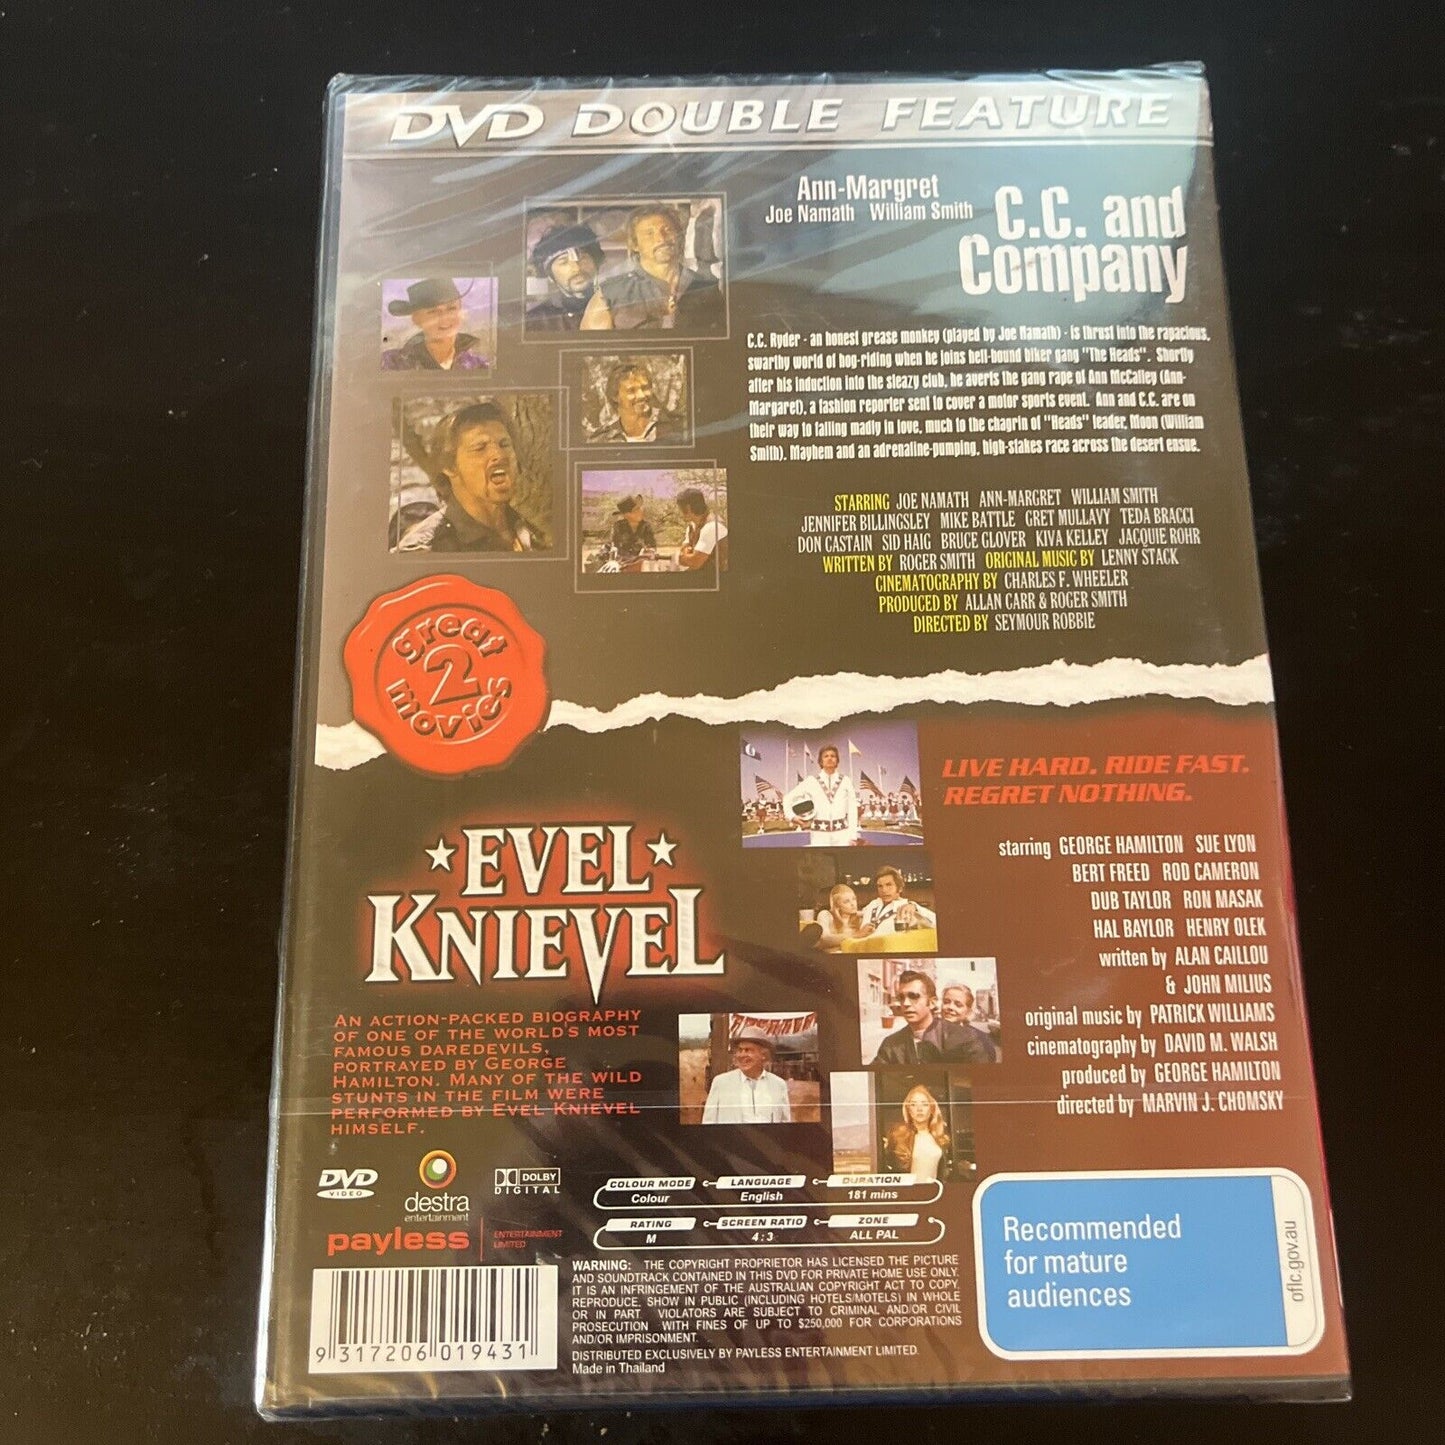 DVD DOUBLE FEATURE
Ann-Margret
Joe Namath William Smith
C.C. and
Company
C.C. Ryder - an honest grease monkey (played by Joe Namath) - is thrust into the rapacious,
swarthy world of hog-riding when he joins hell-bound biker gang "The Heads". Shortly
after his induction into the sleazy club, he averts the gang rape of Ann McCalley (Ann-
Margaret), a fashion reporter sent to cover a motor sports event. Ann and C.C. are on
their way to falling madly in love, much to the chagrin of "Heads" leader, Moon (William
Smith). Mayhem and an adrenaline-pumping, high-stakes race across the desert ensue.
STARRING JOE NAMATH ANN-MARGRET WILLIAM SMITH
JENNIFER BILLINGSLEY MIKE BATTLE GRET MULLAVY TEDA BRACCI
DON CASTAIN SID HAIG BRUCE GLOVER KIVA KELLEY JACQUIE ROHR
WRITTEN BY ROGER SMITH ORIGINAL MUSIC BY LENNY STACK
CINEMATOGRAPHY BY CHARLES F. WHEELER
PRODUCED BY ALLAN CARR & ROGER SMITH
DIRECTED BY SEYMOUR ROBBIE
great
2
movies
LIVE HARD. RIDE FAST.
REGRET NOTHING.
EVEL
KNIEVEL
AN ACTION-PACKED BIOGRAPHY
OF ONE OF THE WORLD'S MOST
FAMOUS DAREDEVILS,
PORTRAYED BY GEORGE
HAMILTON. MANY OF THE WILD
STUNTS IN THE FILM WERE
PERFORMED BY EVEL KNIEVEL
HIMSELF.
starring GEORGE HAMILTON SUE LYON
BERT FREED ROD CAMERON
DUB TAYLOR RON MASAK
HAL BAYLOR HENRY OLEK
written by ALAN CAILLOU
& JOHN MILIUS
original music by PATRICK WILLIAMS
cinematography by DAVID M. WALSH
produced by GEORGE HAMILTON
directed by MARVIN J. CHOMSKY
DVD
VIDEO
destra
entertainment
DOLBY
DIGITAL
payless
ENTERTAINMENT
LIMITED
COLOUR MODE LANGUAGE DURATION
Colour English 181 mins
RATING SCREEN RATIO ZONE
M 4:3 ALL PAL
WARNING: THE COPYRIGHT PROPRIETOR HAS LICENSED THE PICTURE
AND SOUNDTRACK CONTAINED IN THIS DVD FOR PRIVATE HOME USE ONLY.
IT IS AN INFRINGEMENT OF THE AUSTRALIAN COPYRIGHT ACT TO COPY,
REPRODUCE, SHOW IN PUBLIC (INCLUDING HOTELS/MOTELS) IN WHOLE
OR IN PART. VIOLATORS ARE SUBJECT TO CRIMINAL AND/OR CIVIL
PROSECUTION WITH FINES OF UP TO $250,000 FOR CORPORATIONS
AND/OR IMPRISONMENT.
DISTRIBUTED EXCLUSIVELY BY PAYLESS ENTERTAINMENT LIMITED.
Made in Thailand
9 317206 019431
Recommended
for mature
audiences
oflc.gov.au